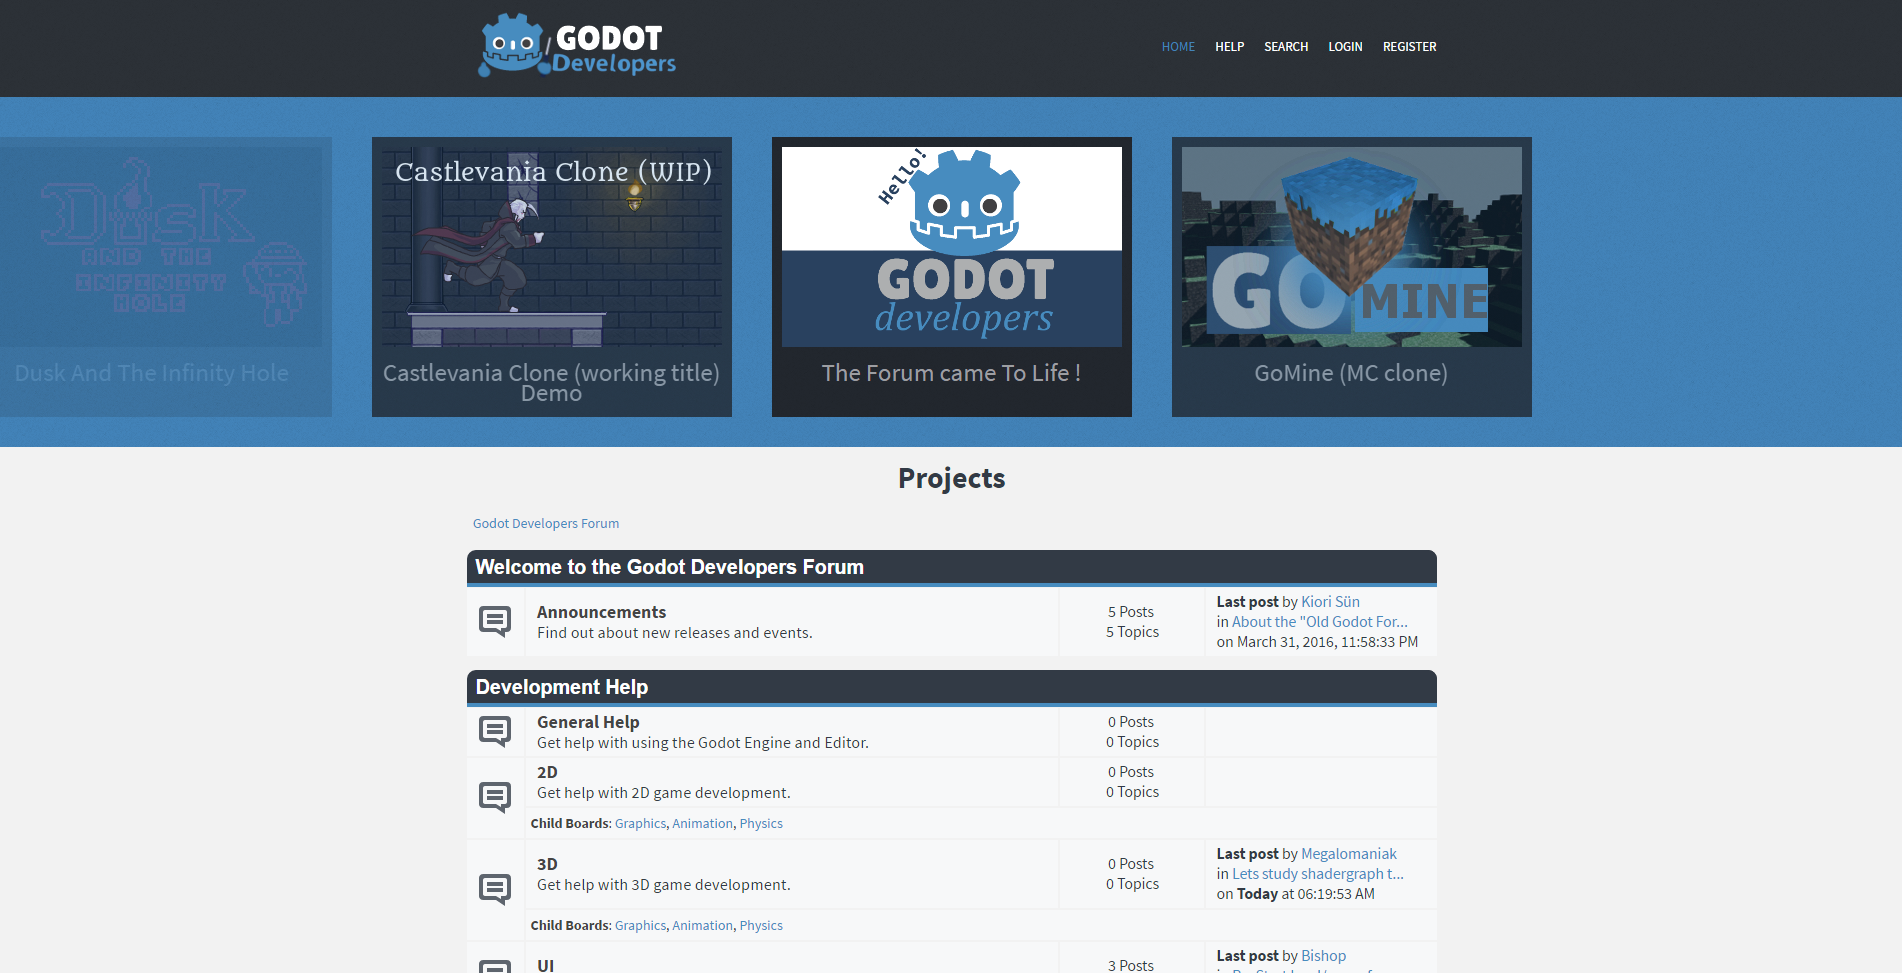 GODOT
Developers
HOME HELP SEARCH LOGIN REGISTER
Dusk
AND THE
INFINITY
HOLE
Dusk And The Infinity Hole
Castlevania Clone (WIP)
Castlevania Clone (working title)
Demo
Hello!
GODOT
developers
The Forum came To Life !
GO MINE
GoMine (MC clone)
Projects
Godot Developers Forum
Welcome to the Godot Developers Forum
Announcements
Find out about new releases and events.
5 Posts
5 Topics
Last post by Kiori Sün
in About the "Old Godot For...
on March 31, 2016, 11:58:33 PM
Development Help
General Help
Get help with using the Godot Engine and Editor.
0 Posts
0 Topics
2D
Get help with 2D game development.
0 Posts
0 Topics
Child Boards: Graphics, Animation, Physics
3D
Get help with 3D game development.
0 Posts
0 Topics
Last post by Megalomaniak
in Lets study shadergraph t...
on Today at 06:19:53 AM
Child Boards: Graphics, Animation, Physics
UI
3 Posts
Last post by Bishop